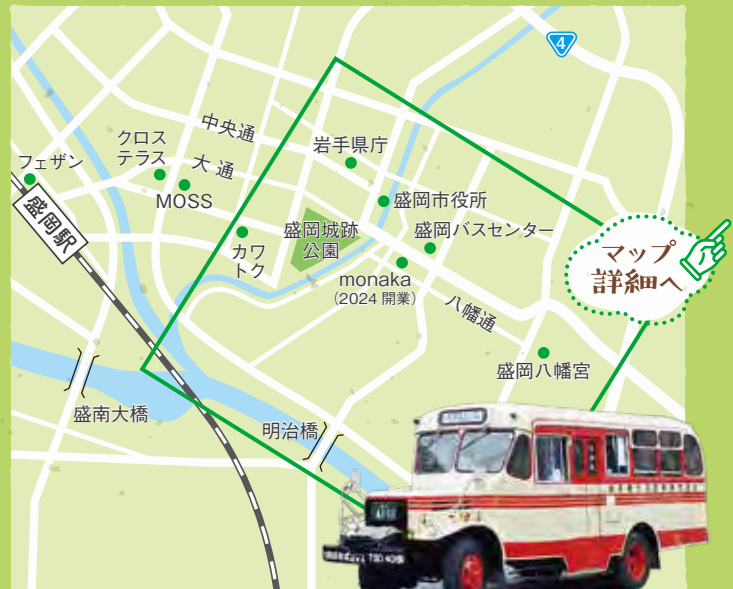 4
中央通
クロス
テラス
大通
岩手県庁
フェザン
MOSS
盛岡市役所
盛岡駅
カワ
トク
盛岡城跡
公園
盛岡バスセンター
マップ
詳細へ
monaka
(2024 開業)
八幡通
盛岡八幡宮
盛南大橋
明治橋